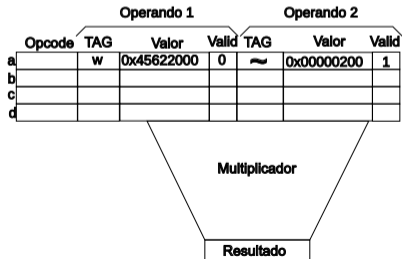 Operando 1 Operando 2
Opcode TAG Valor Valid TAG Valor Valid
a w 0x45622000 0 ~ 0x00000200 1
b
c
d
Multiplicador
Resultado